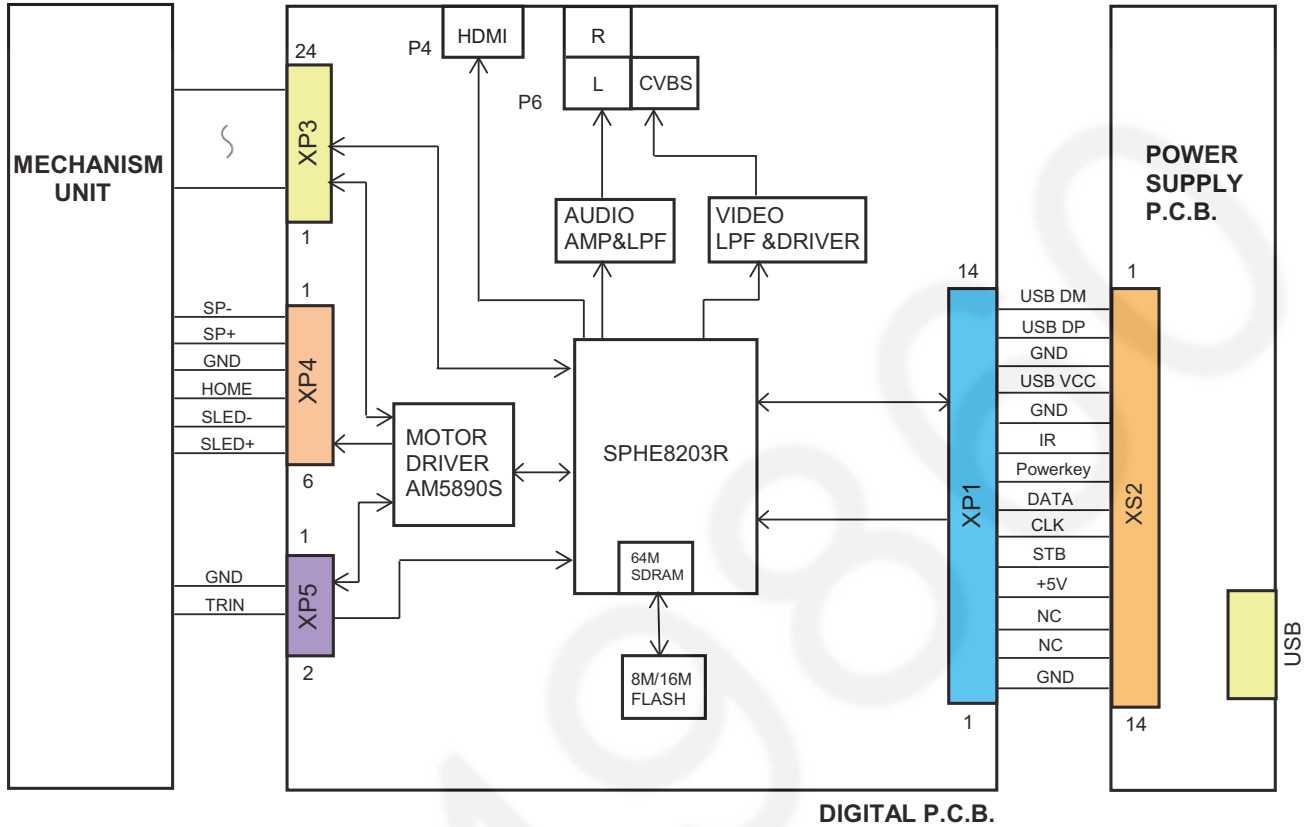 MECHANISM
UNIT
24
XP3
1
1
SP-
SP+
GND
HOME
SLED-
SLED+
XP4
6
1
GND
TRIN
XP5
2
P4
HDMI
R
L
CVBS
P6
AUDIO
AMP&LPF
VIDEO
LPF &DRIVER
MOTOR
DRIVER
AM5890S
SPHE8203R
64M
SDRAM
8M/16M
FLASH
14
XP1
1
USB DM
USB DP
GND
USB VCC
GND
IR
Powerkey
DATA
CLK
STB
+5V
NC
NC
GND
1
XS2
14
POWER
SUPPLY
P.C.B.
USB
DIGITAL P.C.B.